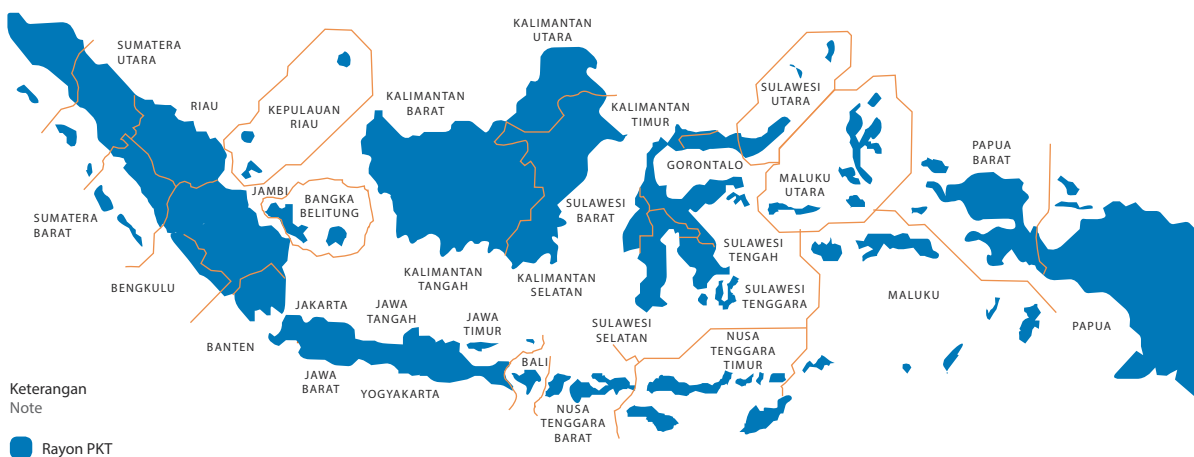 SUMATERA
UTARA
RIAU
KEPULAUAN
RIAU
KALIMANTAN
BARAT
KALIMANTAN
UTARA
KALIMANTAN
TIMUR
SULAWESI
UTARA
GORONTALO
MALUKU
UTARA
PAPUA
BARAT
SUMATERA
BARAT
JAMBI
BANGKA
BELITUNG
SULAWESI
BARAT
SULAWESI
TENGAH
BENGKULU
KALIMANTAN
TANGAH
KALIMANTAN
SELATAN
SULAWESI
TENGGARA
MALUKU
PAPUA
BANTEN
JAKARTA
JAWA
TANGAH
JAWA
TIMUR
SULAWESI
SELATAN
NUSA
TENGGARA
TIMUR
JAWA
BARAT
YOGYAKARTA
BALI
NUSA
TENGGARA
BARAT
Keterangan
Note
Rayon PKT